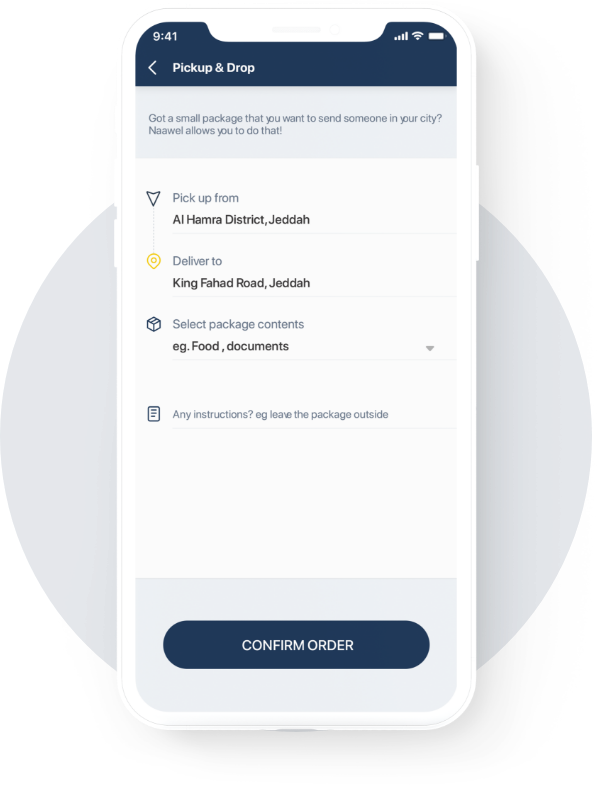 9:41
Pickup & Drop
Got a small package that you want to send someone in your city?
Naawel allows you to do that!
Pick up from
Al Hamra District, Jeddah
Deliver to
King Fahad Road, Jeddah
Select package contents
eg. Food , documents
Any instructions? eg leave the package outside
CONFIRM ORDER